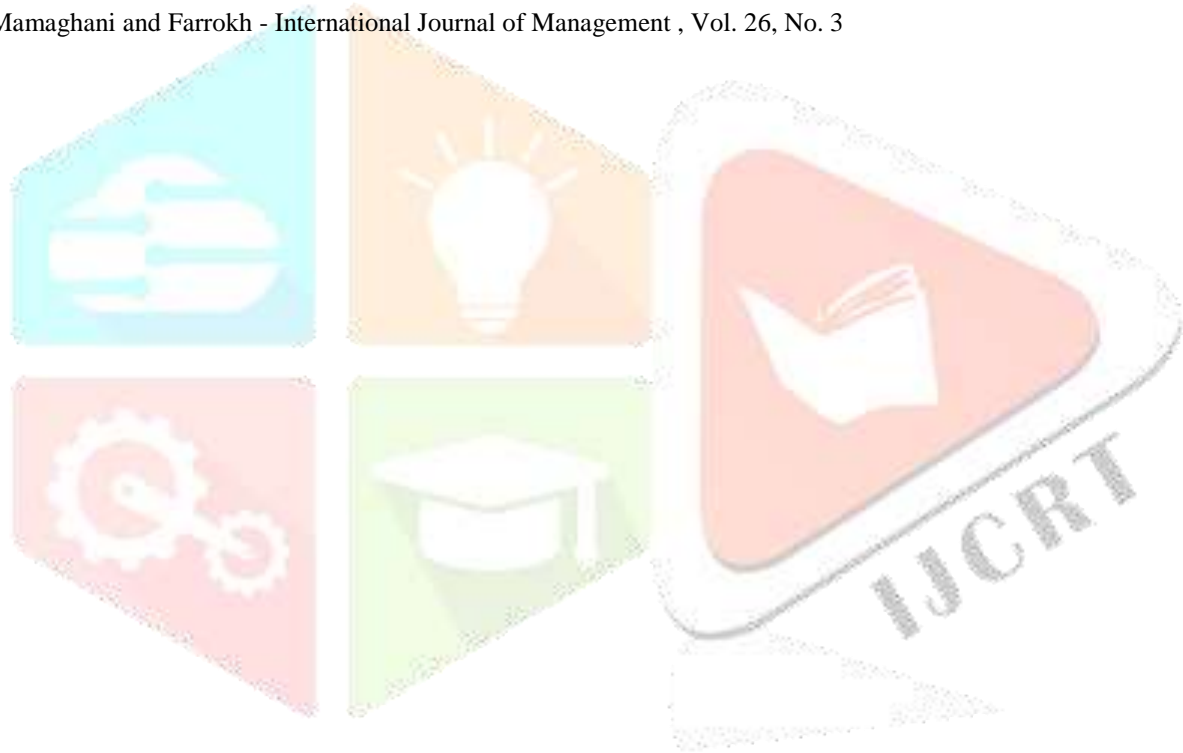 Mamaghani and Farrokh - International Journal of Management , Vol. 26, No. 3
IJCRT